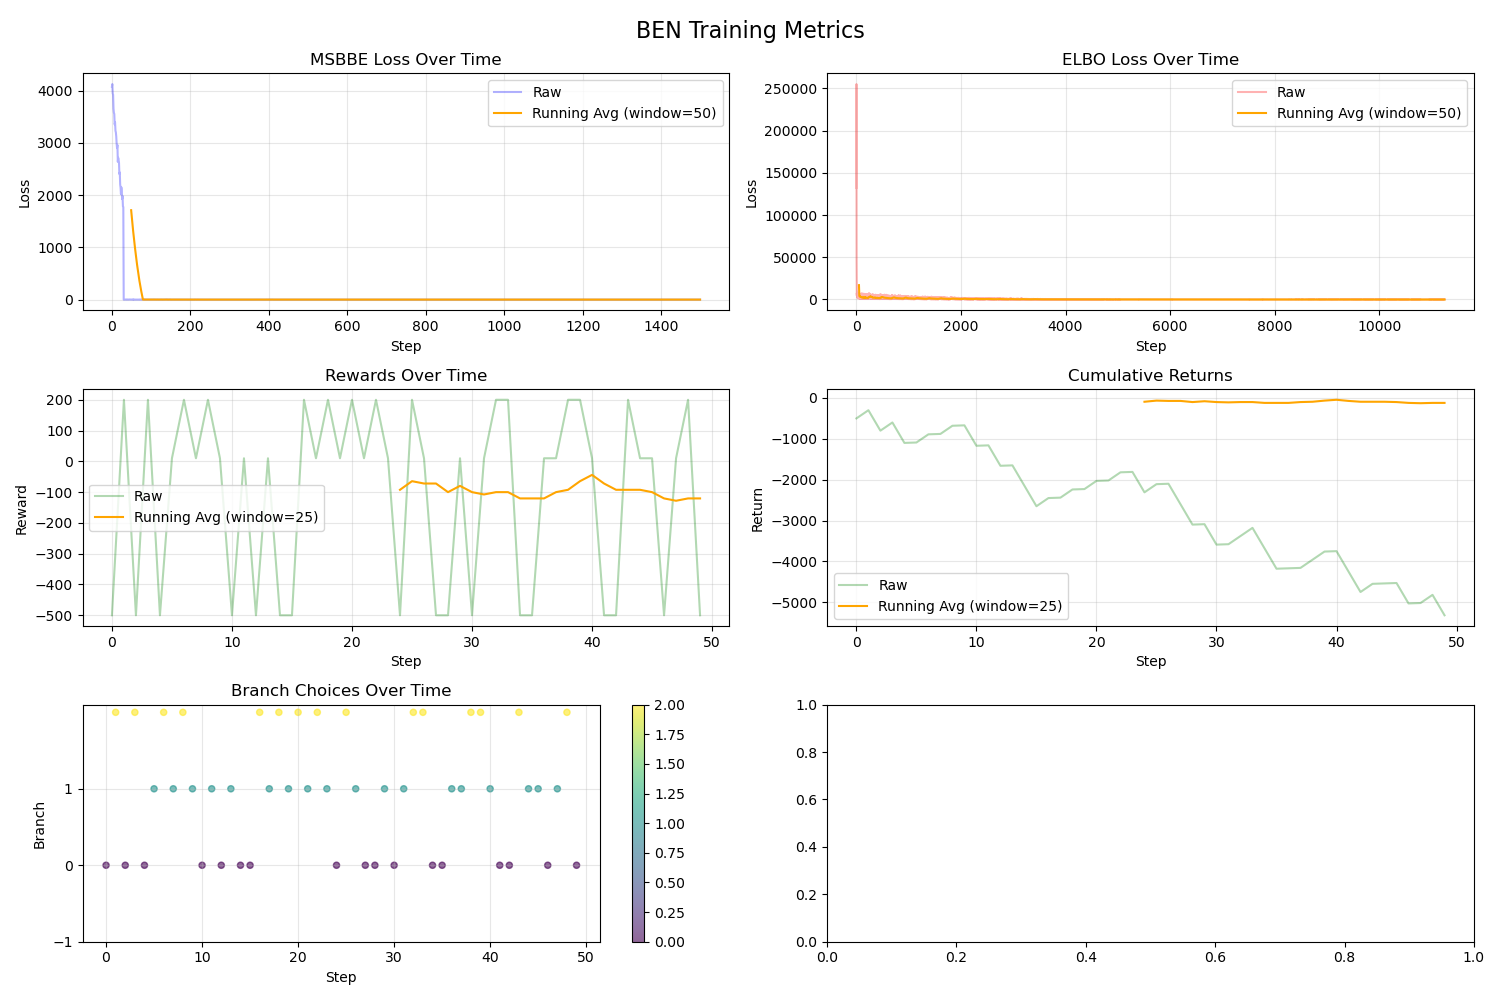 BEN Training Metrics
MSBBE Loss Over Time
4000
3000
2000
1000
0
Loss
Raw
Running Avg (window=50)
0 200 400 600 800 1000 1200 1400
Step
ELBO Loss Over Time
250000
200000
150000
100000
50000
0
Loss
Raw
Running Avg (window=50)
0 2000 4000 6000 8000 10000
Step
Rewards Over Time
200
100
0
−100
−200
−300
−400
−500
Reward
Raw
Running Avg (window=25)
0 10 20 30 40 50
Step
Cumulative Returns
0
−1000
−2000
−3000
−4000
−5000
Return
Raw
Running Avg (window=25)
0 10 20 30 40 50
Step
Branch Choices Over Time
1
0
−1
Branch
0 10 20 30 40 50
Step
2.00
1.75
1.50
1.25
1.00
0.75
0.50
0.25
0.00
1.0
0.8
0.6
0.4
0.2
0.0
0.0 0.2 0.4 0.6 0.8 1.0